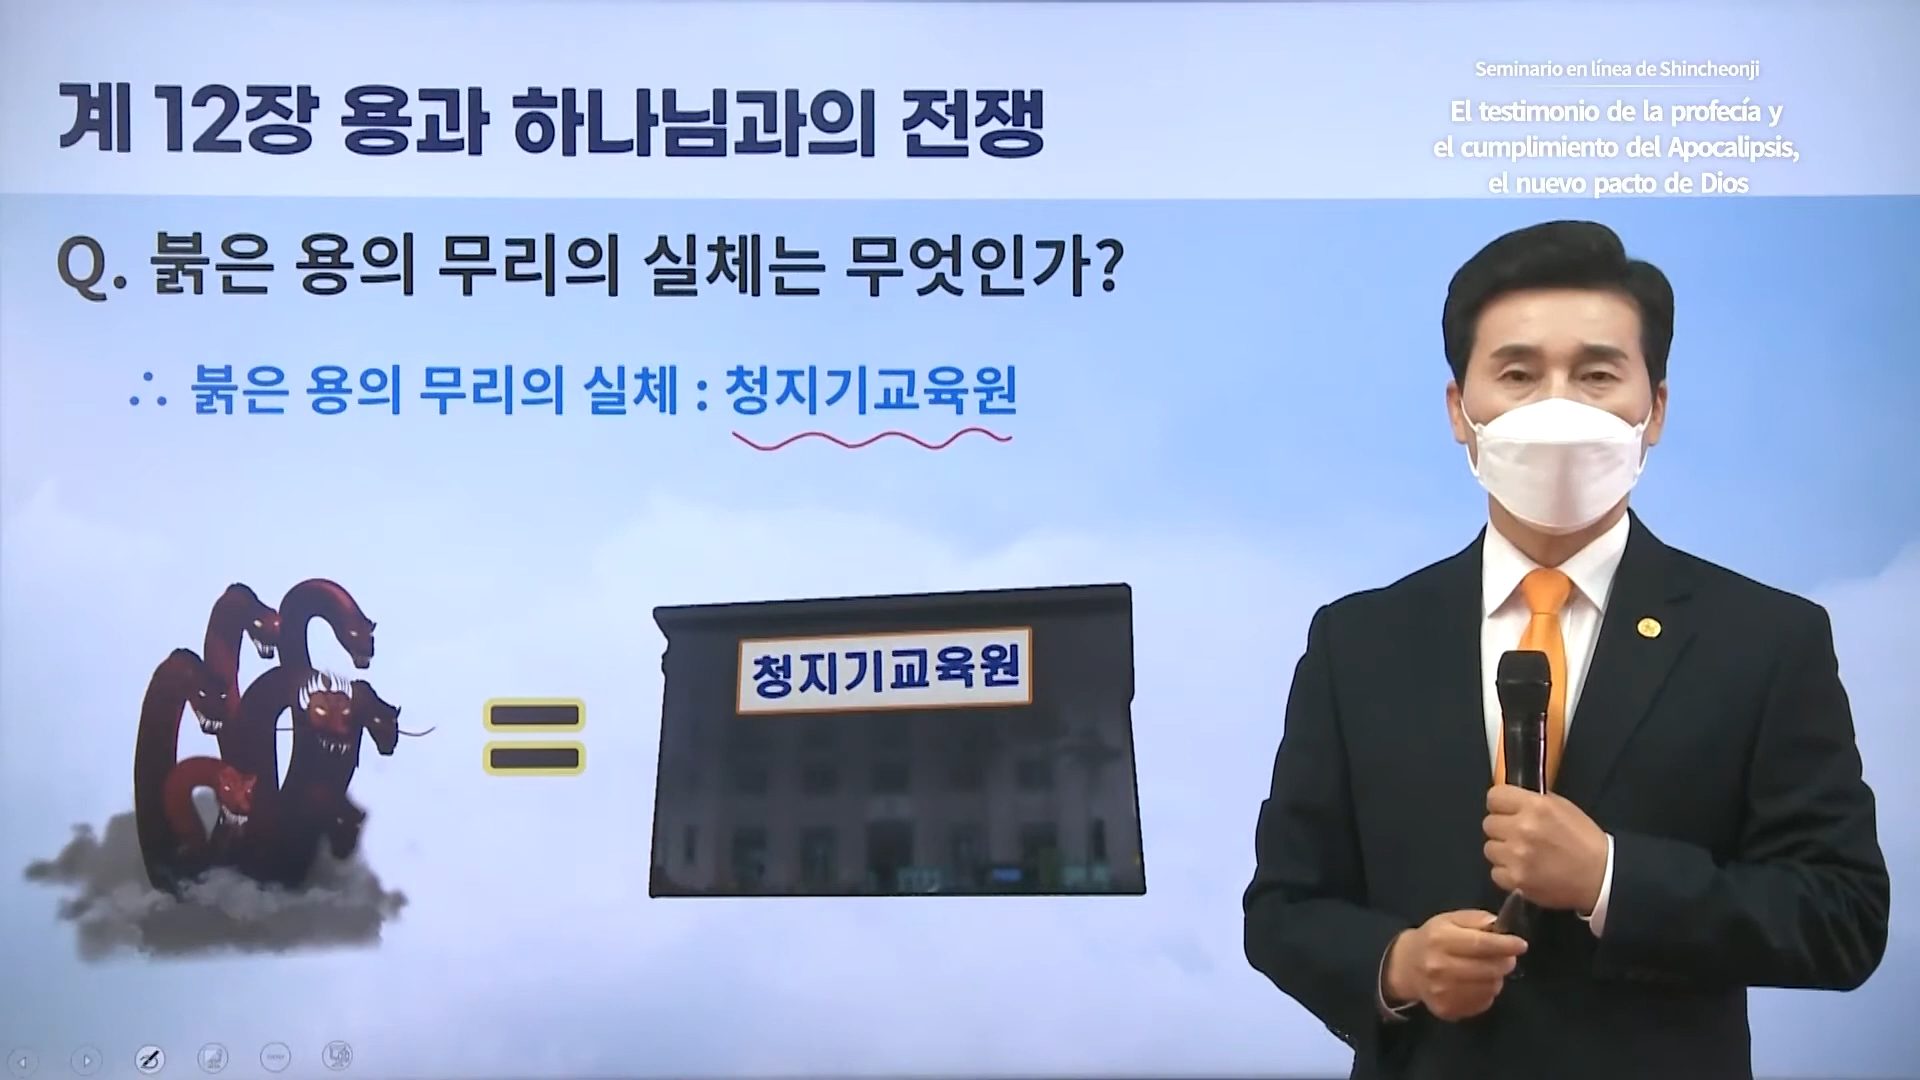 계 12장 용과 하나님과의 전쟁
Seminario en línea de Shincheonji
El testimonio de la profecía y
el cumplimiento del Apocalipsis,
el nuevo pacto de Dios
Q. 붉은 용의 무리의 실체는 무엇인가?
∴ 붉은 용의 무리의 실체 : 청지기교육원
청지기교육원